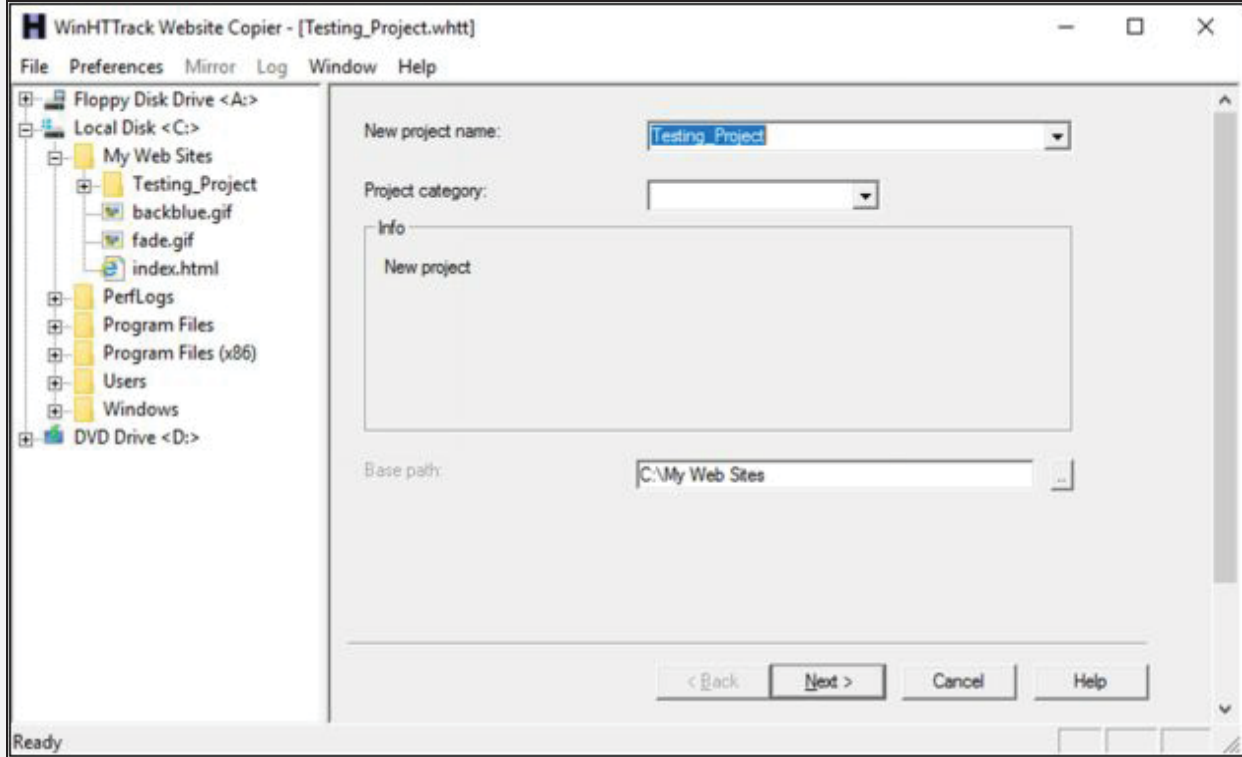 WinHTTrack Website Copier - [Testing_Project.whtt]
File Preferences Mirror Log Window Help
Floppy Disk Drive <A:>
Local Disk <C:>
My Web Sites
Testing_Project
backblue.gif
fade.gif
index.html
PerfLogs
Program Files
Program Files (x86)
Users
Windows
DVD Drive <D:>
New project name:
Testing_Project
Project category:
Info
New project
Base path:
C:\My Web Sites
..
< Back Next > Cancel Help
Ready